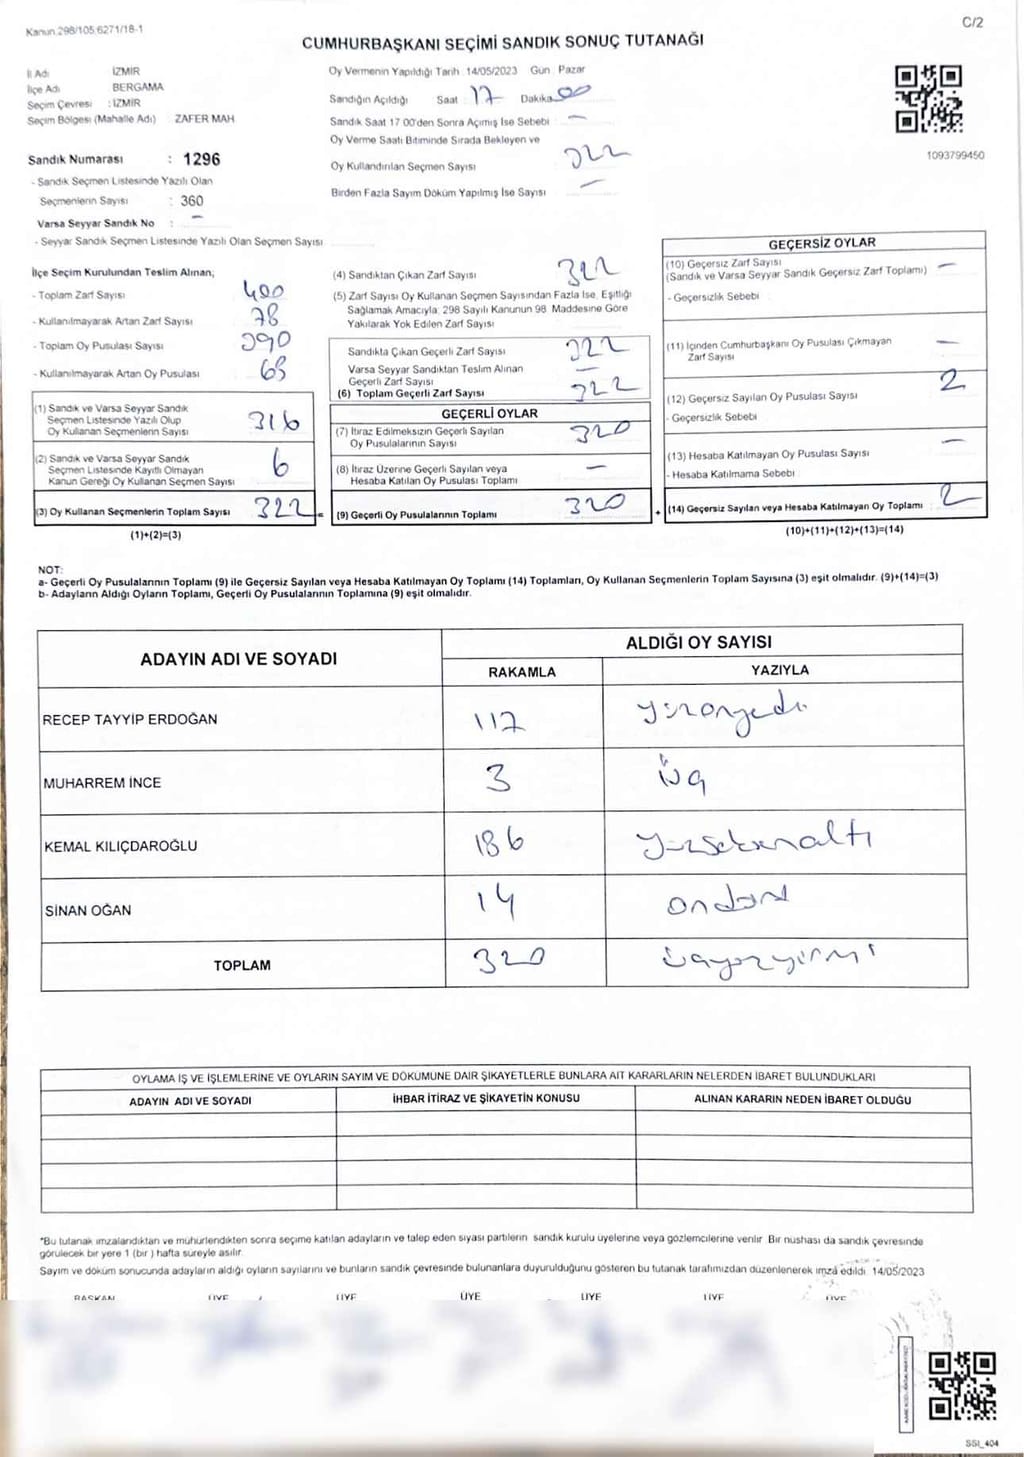 Kanun.298/105.6271/18-1
C/2
CUMHURBAŞKANI SEÇİMİ SANDIK SONUÇ TUTANAĞI
İl Adı İZMİR
İlçe Adı BERGAMA
Seçim Çevresi : İZMİR
Seçim Bölgesi (Mahalle Adı) ZAFER MAH.
Sandık Numarası : 1296
- Sandık Seçmen Listesinde Yazılı Olan
Seçmenlerin Sayısı : 360
Varsa Seyyar Sandık No : –
- Seyyar Sandık Seçmen Listesinde Yazılı Olan Seçmen Sayısı
Oy Vermenin Yapıldığı Tarih 14/05/2023 Gün Pazar
Sandığın Açıldığı Saat 17 Dakika 00
Sandık Saat 17 00'den Sonra Açımış İse Sebebi –
Oy Verme Saatı Bitiminde Sırada Bekleyen ve
Oy Kullandırılan Seçmen Sayısı 322
Birden Fazla Sayım Döküm Yapılmış İse Sayısı –
1093799450
İlçe Seçim Kurulundan Teslim Alınan;
- Toplam Zarf Sayısı 400
- Kullanılmayarak Artan Zarf Sayısı 78
- Toplam Oy Pusulası Sayısı 390
- Kullanılmayarak Artan Oy Pusulası 68
(1) Sandık ve Varsa Seyyar Sandık
Seçmen Listesinde Yazılı Olup
Oy Kullanan Seçmenlerin Sayısı 316
(2) Sandık ve Varsa Seyyar Sandık
Seçmen Listesinde Kayıtlı Olmayan
Kanun Gereği Oy Kullanan Seçmen Sayısı 6
(3) Oy Kullanan Seçmenlerin Toplam Sayısı 322 =
(1)+(2)=(3)
(4) Sandıktan Çıkan Zarf Sayısı 322
(5) Zarf Sayısı Oy Kullanan Seçmen Sayısından Fazla İse, Eşitliği
Sağlamak Amacıyla, 298 Sayılı Kanunun 98 Maddesine Göre
Yakılarak Yok Edilen Zarf Sayısı
Sandıkta Çıkan Geçerli Zarf Sayısı 322
Varsa Seyyar Sandıktan Teslim Alınan
Geçerli Zarf Sayısı –
(6) Toplam Geçerli Zarf Sayısı 322
GEÇERLİ OYLAR
(7) İtiraz Edilmeksizin Geçerli Sayılan
Oy Pusulalarının Sayısı 320
(8) İtiraz Üzerine Geçerli Sayılan veya
Hesaba Katılan Oy Pusulası Toplamı –
(9) Geçerli Oy Pusulalarının Toplamı 320 +
GEÇERSİZ OYLAR
(10) Geçersiz Zarf Sayısı –
(Sandık ve Varsa Seyyar Sandık Geçersiz Zarf Toplamı)
- Geçersizlik Sebebi
(11) İçinden Cumhurbaşkanı Oy Pusulası Çıkmayan –
Zarf Sayısı
(12) Geçersiz Sayılan Oy Pusulası Sayısı 2
- Geçersizlik Sebebi
(13) Hesaba Katılmayan Oy Pusulası Sayısı –
- Hesaba Katılmama Sebebi
(14) Geçersiz Sayılan veya Hesaba Katılmayan Oy Toplamı 2
(10)+(11)+(12)+(13)=(14)
NOT:
a- Geçerli Oy Pusulalarının Toplamı (9) ile Geçersiz Sayılan veya Hesaba Katılmayan Oy Toplamı (14) Toplamları, Oy Kullanan Seçmenlerin Toplam Sayısına (3) eşit olmalıdır. (9)+(14)=(3)
b- Adayların Aldığı Oyların Toplamı, Geçerli Oy Pusulalarının Toplamına (9) eşit olmalıdır.
ADAYIN ADI VE SOYADI ALDIĞI OY SAYISI
RAKAMLA YAZIYLA
RECEP TAYYİP ERDOĞAN 117 yüzonyedi
MUHARREM İNCE 3 üç
KEMAL KILIÇDAROĞLU 186 yüzseksenaltı
SİNAN OĞAN 14 ondört
TOPLAM 320 üçyüzyirmi
OYLAMA İŞ VE İŞLEMLERİNE VE OYLARIN SAYIM VE DÖKÜMÜNE DAİR ŞİKAYETLERLE BUNLARA AİT KARARLARIN NELERDEN İBARET BULUNDUKLARI
ADAYIN ADI VE SOYADI İHBAR İTİRAZ VE ŞİKAYETİN KONUSU ALINAN KARARIN NEDEN İBARET OLDUĞU
*Bu tutanak imzalandıktan ve mühürlendikten sonra seçime katılan adayların ve talep eden siyasi partilerin sandık kurulu üyelerine veya gözlemcilerine verilir. Bir nüshası da sandık çevresinde
görülecek bir yere 1 (bir ) hafta süreyle asılır.
Sayım ve döküm sonucunda adayların aldığı oyların sayılarını ve bunların sandık çevresinde bulunanlara duyurulduğunu gösteren bu tutanak tarafımızdan düzenlenerek imza edildi. 14/05/2023
BAŞKAN ÜYE ÜYE ÜYE ÜYE ÜYE ÜYE
SSİ_404